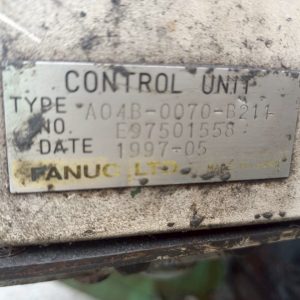 CONTROL UNIT
TYPE A04B-0070-B211
NO. E97501558
DATE 1997-05
FANUC LTD